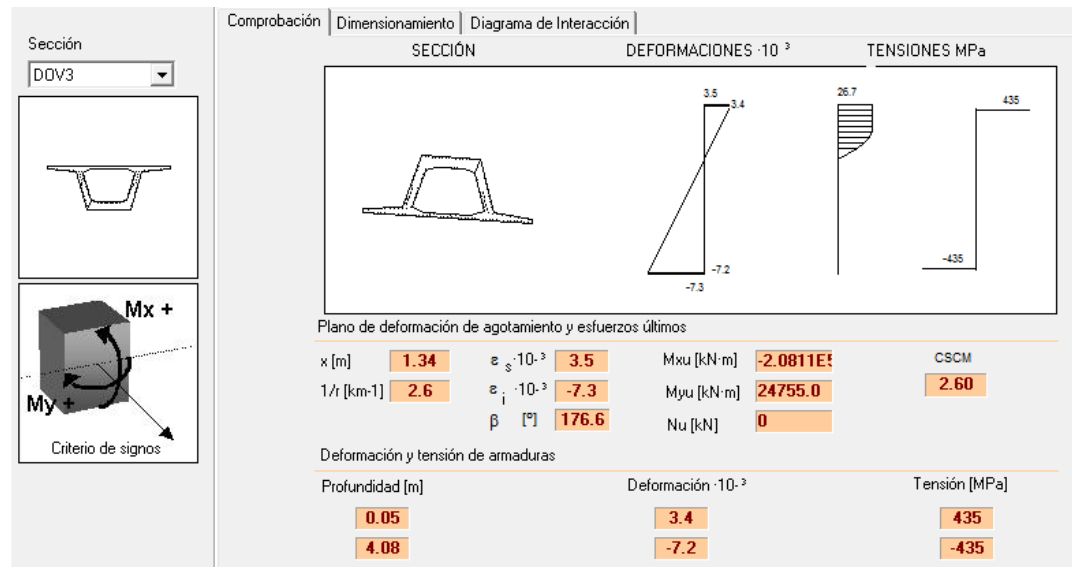 Comprobación Dimensionamiento Diagrama de Interacción
Sección
DOV3
SECCIÓN DEFORMACIONES ·10 ³ TENSIONES MPa
3.5 3.4 26.7 435
-7.2 -435
-7.3
Mx +
My +
Criterio de signos
Plano de deformación de agotamiento y esfuerzos últimos
x [m] 1.34 ε s ·10-³ 3.5 Mxu [kN·m] -2.0811E5 CSCM
1/r [km-1] 2.6 ε i ·10-³ -7.3 Myu [kN·m] 24755.0 2.60
β [º] 176.6 Nu [kN] 0
Deformación y tensión de armaduras
Profundidad [m] Deformación ·10-³ Tensión [MPa]
0.05 3.4 435
4.08 -7.2 -435